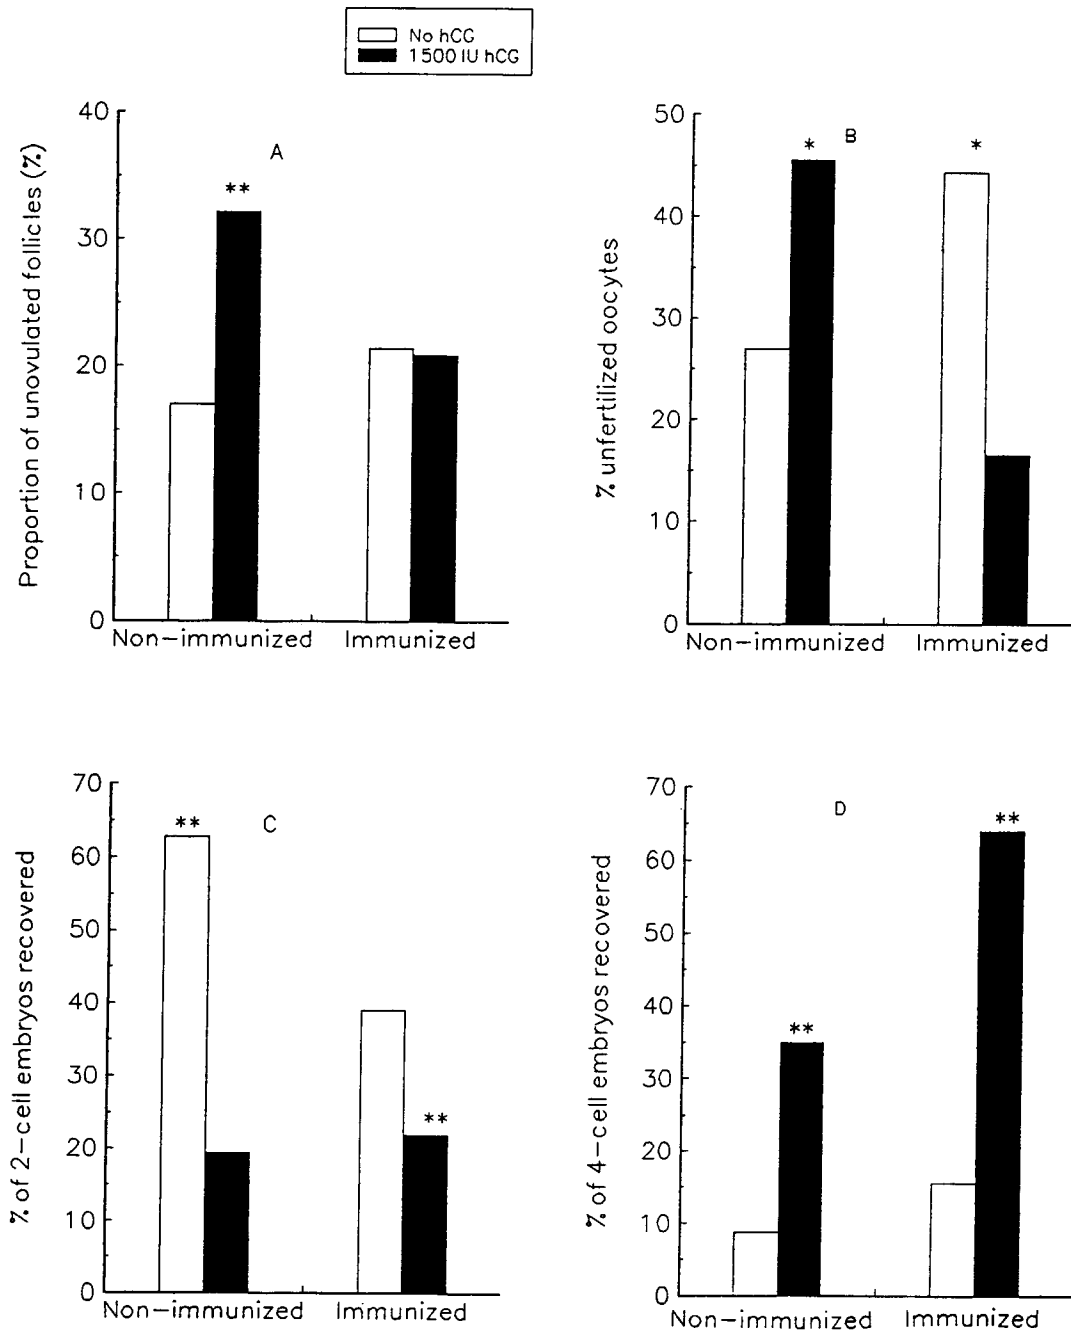 No hCG
1500 IU hCG
A
Proportion of unovulated follicles (%)
40
30
20
10
0
**
Non-immunized
Immunized
B
% unfertilized oocytes
50
40
30
20
10
0
*
*
Non-immunized
Immunized
C
% of 2-cell embryos recovered
70
60
50
40
30
20
10
0
**
**
Non-immunized
Immunized
D
% of 4-cell embryos recovered
70
60
50
40
30
20
10
0
**
**
Non-immunized
Immunized